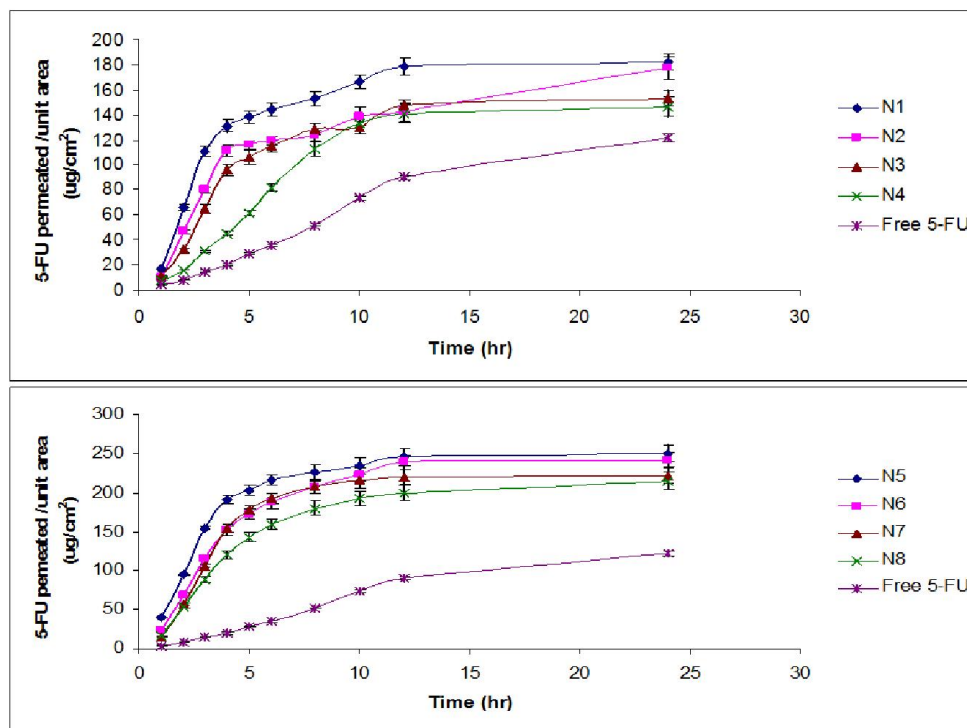 5-FU permeated /unit area
(ug/cm²)
200
180
160
140
120
100
80
60
40
20
0
0 5 10 15 20 25 30
Time (hr)
N1
N2
N3
N4
Free 5-FU
5-FU pemeated /unit area
(ug/cm²)
300
250
200
150
100
50
0
0 5 10 15 20 25 30
Time (hr)
N5
N6
N7
N8
Free 5-FU